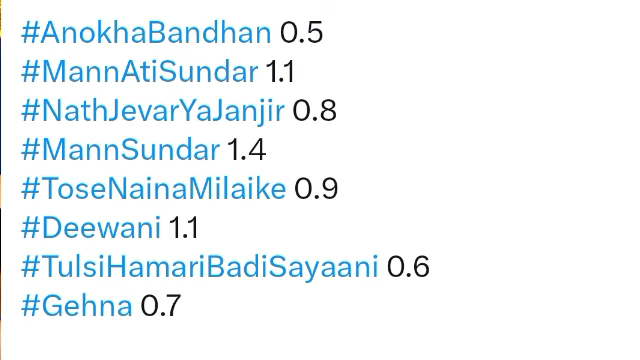 #AnokhaBandhan 0.5
#MannAtiSundar 1.1
#NathJevarYaJanjir 0.8
#MannSundar 1.4
#ToseNainaMilaike 0.9
#Deewani 1.1
#TulsiHamariBadiSayaani 0.6
#Gehna 0.7